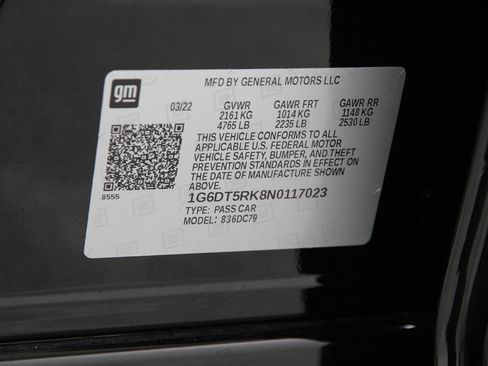 gm
MFD BY GENERAL MOTORS LLC
03/22 GVWR GAWR FRT GAWR RR
2161 KG 1014 KG 1148 KG
4765 LB 2235 LB 2530 LB
THIS VEHICLE CONFORMS TO ALL
APPLICABLE U.S. FEDERAL MOTOR
VEHICLE SAFETY, BUMPER, AND THEFT
PREVENTION STANDARDS IN EFFECT ON
THE DATE OF MANUFACTURE SHOWN
ABOVE.
8555
1G6DT5RK8N0117023
TYPE: PASS CAR
MODEL: 836DC79